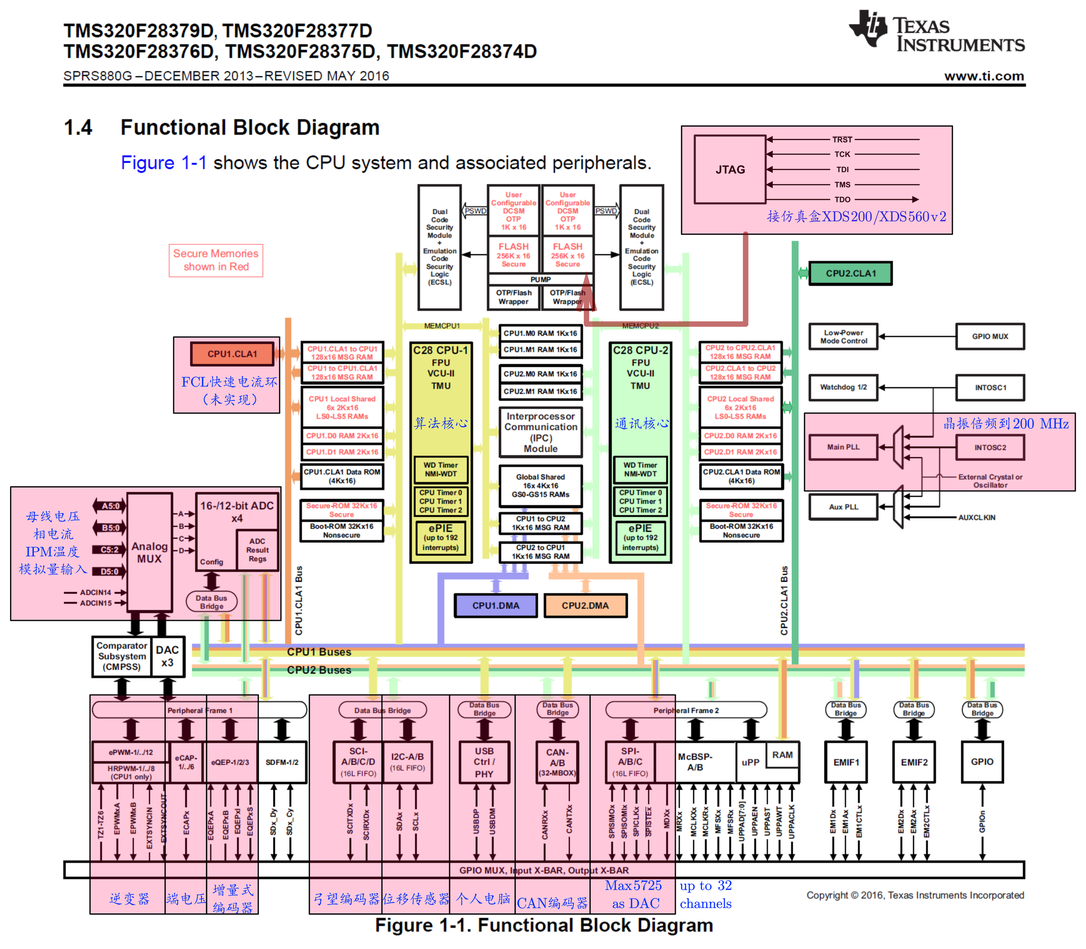 TMS320F28379D, TMS320F28377D
TMS320F28376D, TMS320F28375D, TMS320F28374D
SPRS880G – DECEMBER 2013 – REVISED MAY 2016
TEXAS
INSTRUMENTS
www.ti.com
1.4 Functional Block Diagram
Figure 1-1 shows the CPU system and associated peripherals.
JTAG
TRST
TCK
TDI
TMS
TDO
接仿真盒XDS200/XDS560v2
Secure Memories
shown in Red
Dual
Code
Security
Module
+
Emulation
Code
Security
Logic
(ECSL)
PSWD
User
Configurable
DCSM
OTP
1K x 16
User
Configurable
DCSM
OTP
1K x 16
PSWD
Dual
Code
Security
Module
+
Emulation
Code
Security
Logic
(ECSL)
FLASH
256K x 16
Secure
FLASH
256K x 16
Secure
PUMP
OTP/Flash
Wrapper
OTP/Flash
Wrapper
MEMCPU1
MEMCPU2
CPU2.CLA1
CPU1.CLA1
FCL快速电流环
（未实现）
CPU1.CLA1 to CPU1
128x16 MSG RAM
CPU1 to CPU1.CLA1
128x16 MSG RAM
CPU1 Local Shared
6x 2Kx16
LS0-LS5 RAMs
CPU1.D0 RAM 2Kx16
CPU1.D1 RAM 2Kx16
CPU1.CLA1 Data ROM
(4Kx16)
Secure-ROM 32Kx16
Secure
Boot-ROM 32Kx16
Nonsecure
C28 CPU-1
FPU
VCU-II
TMU
算法核心
WD Timer
NMI-WDT
CPU Timer 0
CPU Timer 1
CPU Timer 2
ePIE
(up to 192
interrupts)
CPU1.M0 RAM 1Kx16
CPU1.M1 RAM 1Kx16
CPU2.M0 RAM 1Kx16
CPU2.M1 RAM 1Kx16
Interprocessor
Communication
(IPC)
Module
Global Shared
16x 4Kx16
GS0-GS15 RAMs
CPU1 to CPU2
1Kx16 MSG RAM
CPU2 to CPU1
1Kx16 MSG RAM
C28 CPU-2
FPU
VCU-II
TMU
通讯核心
WD Timer
NMI-WDT
CPU Timer 0
CPU Timer 1
CPU Timer 2
ePIE
(up to 192
interrupts)
CPU2 to CPU2.CLA1
128x16 MSG RAM
CPU2.CLA1 to CPU2
128x16 MSG RAM
CPU2 Local Shared
6x 2Kx16
LS0-LS5 RAMs
CPU2.D0 RAM 2Kx16
CPU2.D1 RAM 2Kx16
CPU2.CLA1 Data ROM
(4Kx16)
Secure-ROM 32Kx16
Secure
Boot-ROM 32Kx16
Nonsecure
Low-Power
Mode Control
GPIO MUX
Watchdog 1/2
INTOSC1
晶振倍频到200 MHz
Main PLL
INTOSC2
External Crystal or
Oscillator
Aux PLL
AUXCLKIN
母线电压
相电流
IPM温度
模拟量输入
A5:0
B5:0
C5:2
D5:0
ADCIN14
ADCIN15
Analog
MUX
A
B
C
D
16-/12-bit ADC
x4
ADC
Result
Regs
Config
Data Bus
Bridge
CPU1.CLA1 Bus
CPU2.CLA1 Bus
CPU1.DMA
CPU2.DMA
Comparator
Subsystem
(CMPSS)
DAC
x3
CPU1 Buses
CPU2 Buses
Peripheral Frame 1
Data Bus Bridge
Data Bus
Bridge
Data Bus
Bridge
Peripheral Frame 2
Data Bus
Bridge
Data Bus
Bridge
Data Bus
Bridge
ePWM-1/../12
HRPWM-1/../8
(CPU1 only)
eCAP-
1/../6
eQEP-1/2/3
SDFM-1/2
SCI-
A/B/C/D
(16L FIFO)
I2C-A/B
(16L FIFO)
USB
Ctrl /
PHY
CAN-
A/B
(32-MBOX)
SPI-
A/B/C
(16L FIFO)
McBSP-
A/B
uPP
RAM
EMIF1
EMIF2
GPIO
TZ1-TZ6
EPWMxA
EPWMxB
EXTSYNCIN
EXTSYNCOUT
ECAPx
EQEPxA
EQEPxB
EQEPxI
EQEPxS
SDx_Dy
SDx_Cy
SCITXDx
SCIRXDx
SDAx
SCLx
USBDP
USBDM
CANRXx
CANTXx
SPISIMOx
SPISOMIx
SPICLKx
SPISTEx
MDXx
MRXx
MCLKXx
MCLKRx
MFSXx
MFSRx
UPPAD[7:0]
UPPAEN
UPPAST
UPPAWT
UPPACLK
EM1Dx
EM1Ax
EM1CTLx
EM2Dx
EM2Ax
EM2CTLx
GPIOn
GPIO MUX, Input X-BAR, Output X-BAR
逆变器
端电压
增量式
编码器
弓望编码器
位移传感器
个人电脑
CAN编码器
Max5725
as DAC
up to 32
channels
Copyright © 2016, Texas Instruments Incorporated
Figure 1-1. Functional Block Diagram